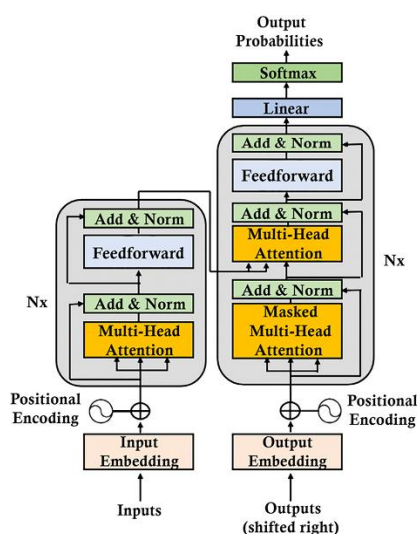 Output
Probabilities
Softmax
Linear
Add & Norm
Feedforward
Add & Norm
Multi-Head
Attention
Nx
Add & Norm
Masked
Multi-Head
Attention
Add & Norm
Feedforward
Nx
Add & Norm
Multi-Head
Attention
Positional
Encoding
Positional
Encoding
Input
Embedding
Output
Embedding
Inputs
Outputs
(shifted right)